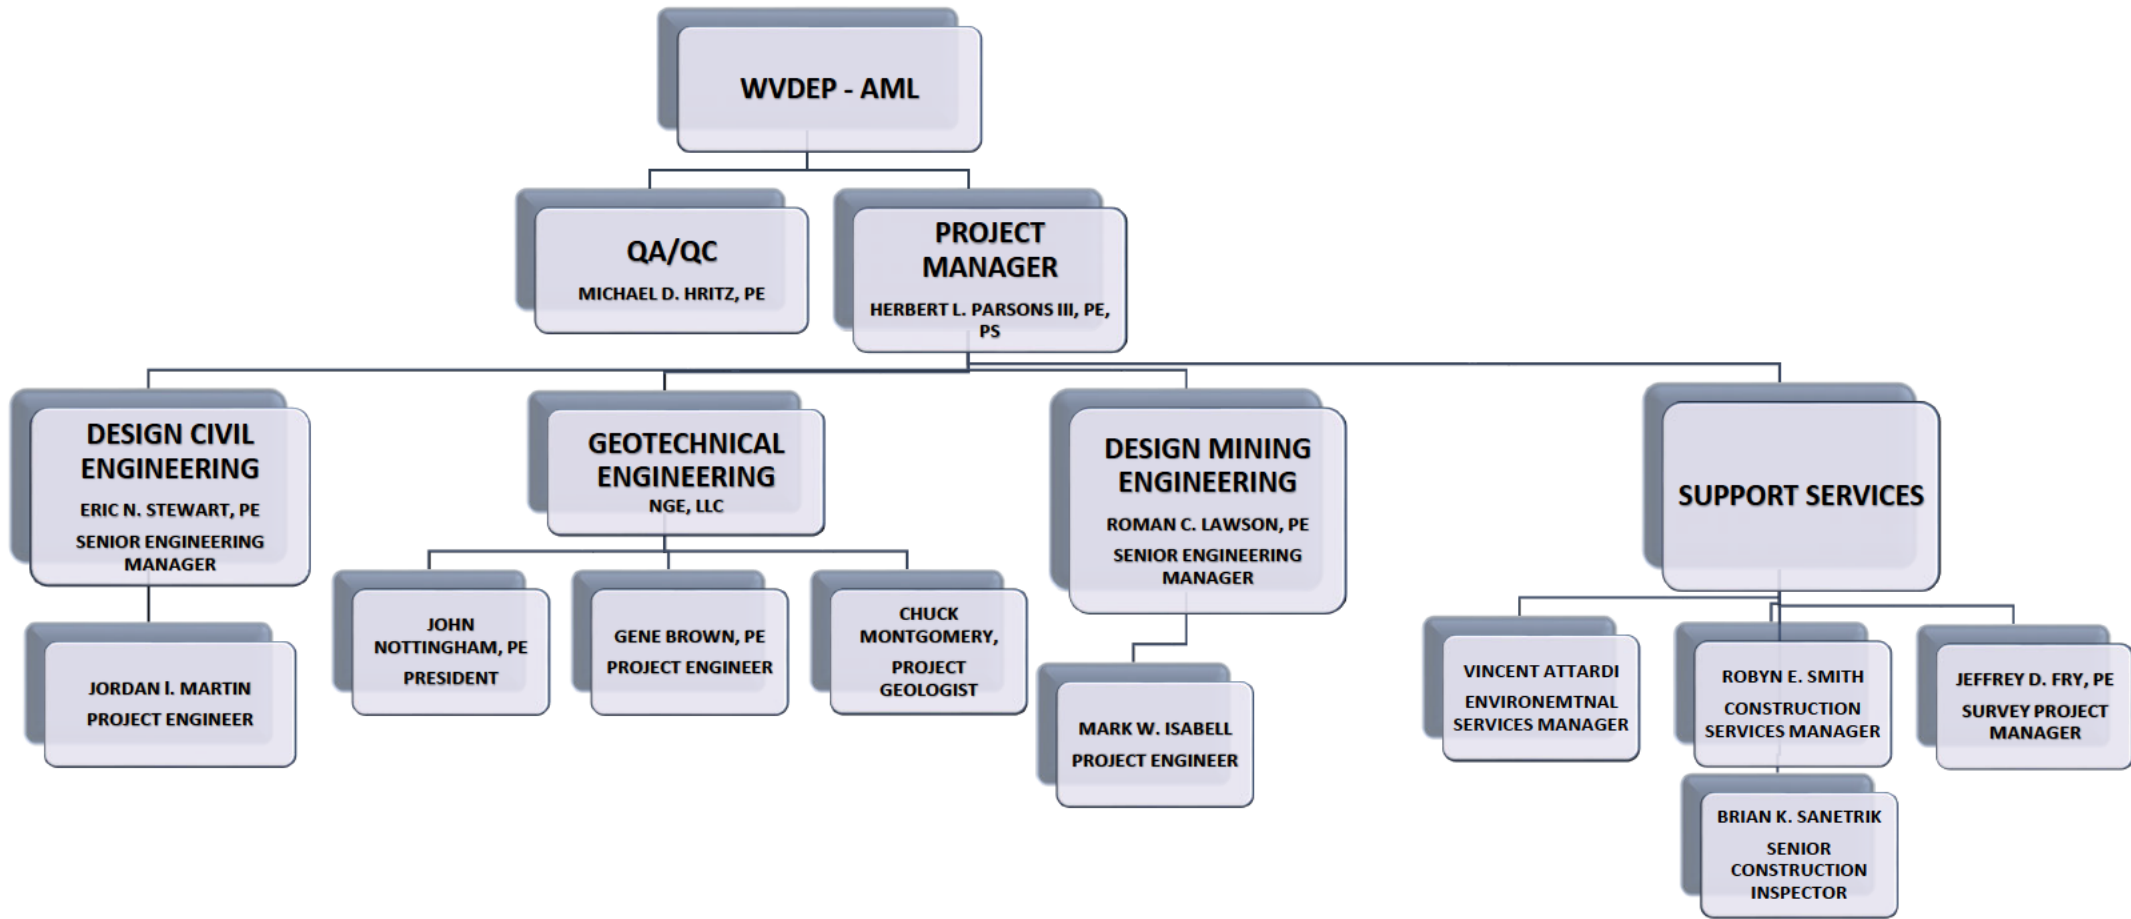 WVDEP - AML
QA/QC
MICHAEL D. HRITZ, PE
PROJECT
MANAGER
HERBERT L. PARSONS III, PE,
PS
DESIGN CIVIL
ENGINEERING
ERIC N. STEWART, PE
SENIOR ENGINEERING
MANAGER
GEOTECHNICAL
ENGINEERING
NGE, LLC
DESIGN MINING
ENGINEERING
ROMAN C. LAWSON, PE
SENIOR ENGINEERING
MANAGER
SUPPORT SERVICES
JORDAN l. MARTIN
PROJECT ENGINEER
JOHN
NOTTINGHAM, PE
PRESIDENT
GENE BROWN, PE
PROJECT ENGINEER
CHUCK
MONTGOMERY,
PROJECT
GEOLOGIST
MARK W. ISABELL
PROJECT ENGINEER
VINCENT ATTARDI
ENVIRONEMTNAL
SERVICES MANAGER
ROBYN E. SMITH
CONSTRUCTION
SERVICES MANAGER
JEFFREY D. FRY, PE
SURVEY PROJECT
MANAGER
BRIAN K. SANETRIK
SENIOR
CONSTRUCTION
INSPECTOR